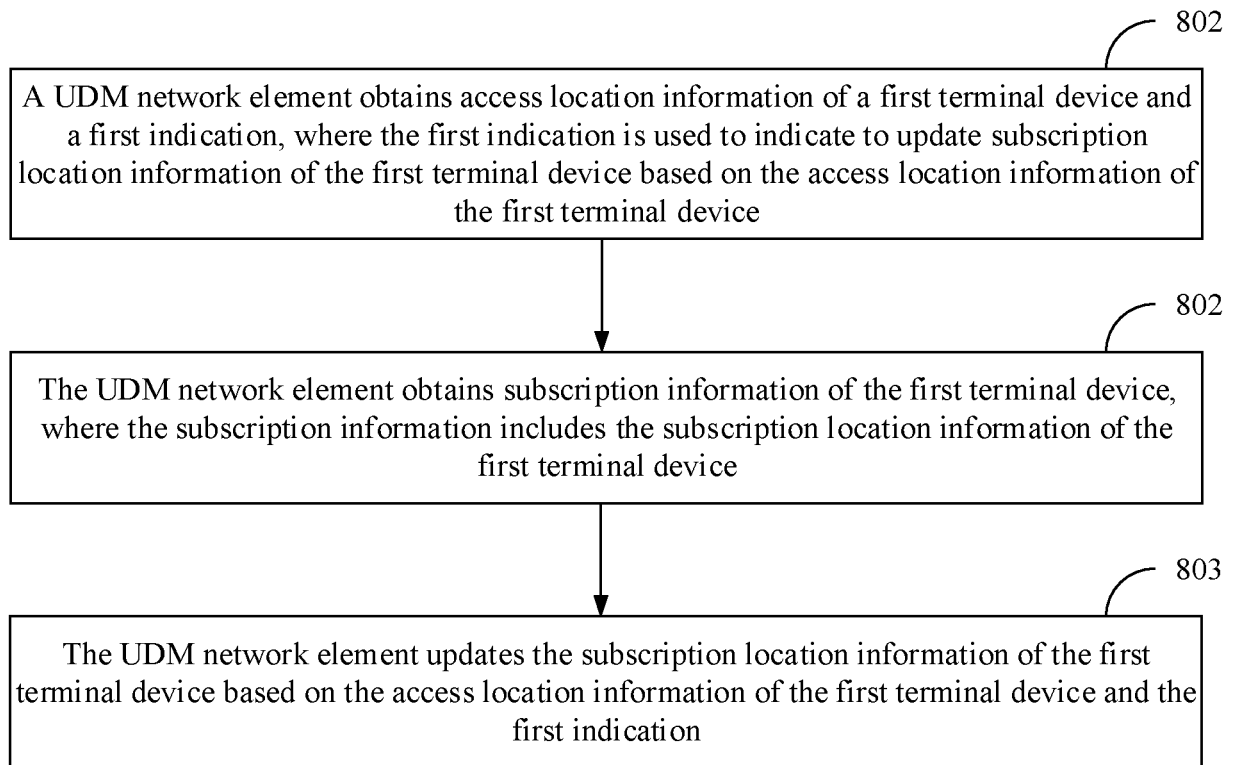 802
A UDM network element obtains access location information of a first terminal device and
a first indication, where the first indication is used to indicate to update subscription
location information of the first terminal device based on the access location information of
the first terminal device
802
The UDM network element obtains subscription information of the first terminal device,
where the subscription information includes the subscription location information of the
first terminal device
803
The UDM network element updates the subscription location information of the first
terminal device based on the access location information of the first terminal device and the
first indication